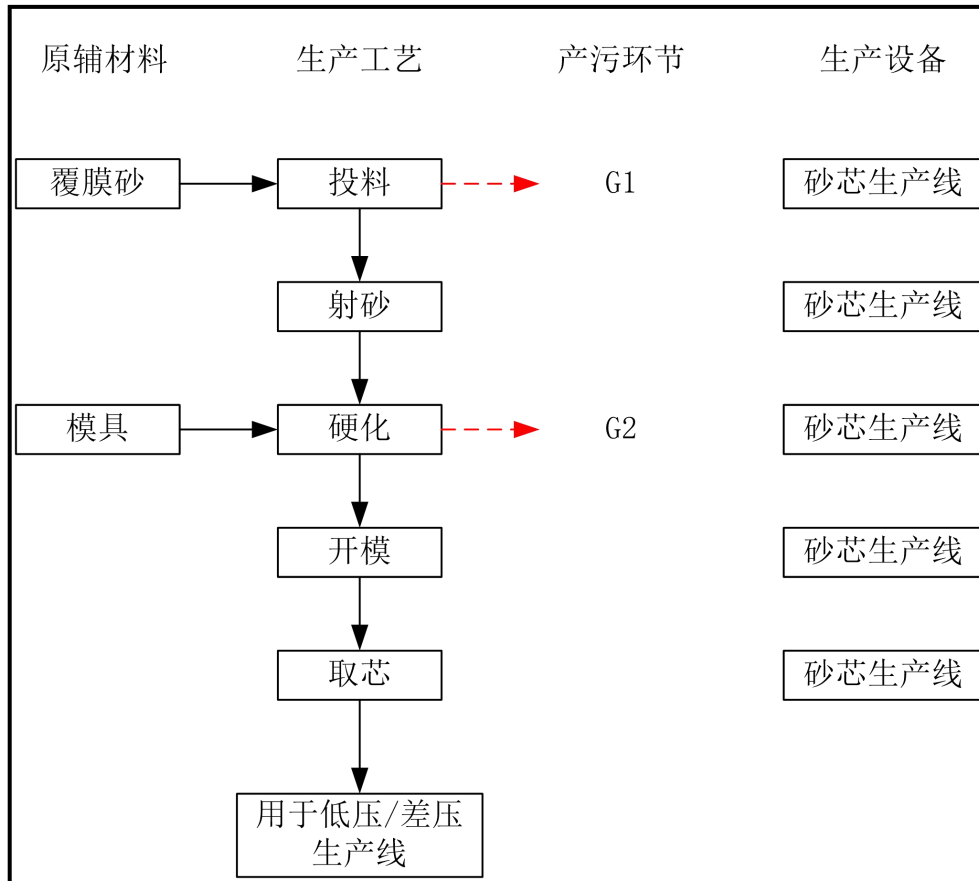 原辅材料 生产工艺 产污环节 生产设备
覆膜砂 投料 G1 砂芯生产线
射砂 砂芯生产线
模具 硬化 G2 砂芯生产线
开模 砂芯生产线
取芯 砂芯生产线
用于低压/差压
生产线